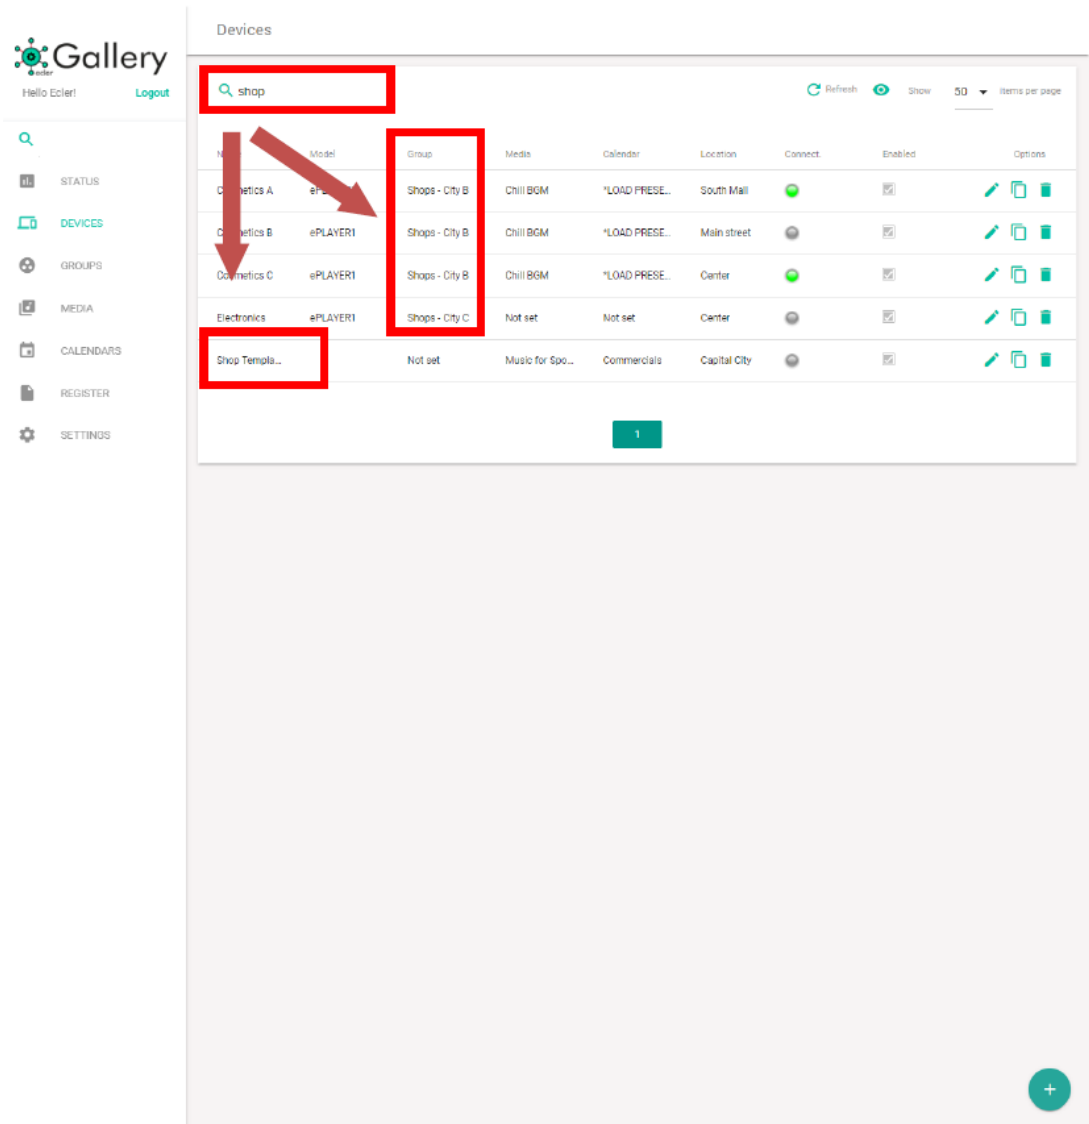 Devices
Gallery
ecler
Hello Ecler!
Logout
shop
Refresh
Show
50
items per page
STATUS
DEVICES
GROUPS
MEDIA
CALENDARS
REGISTER
SETTINGS
Model Group Media Calendar Location Connect. Enabled Options
Shops - City B Chill BGM *LOAD PRESE... South Mall
ePLAYER1 Shops - City B Chill BGM *LOAD PRESE... Main street
ePLAYER1 Shops - City B Chill BGM *LOAD PRESE... Center
Electronics ePLAYER1 Shops - City C Not set Not set Center
Shop Templa... Not set Music for Spo... Commercials Capital City
1
+